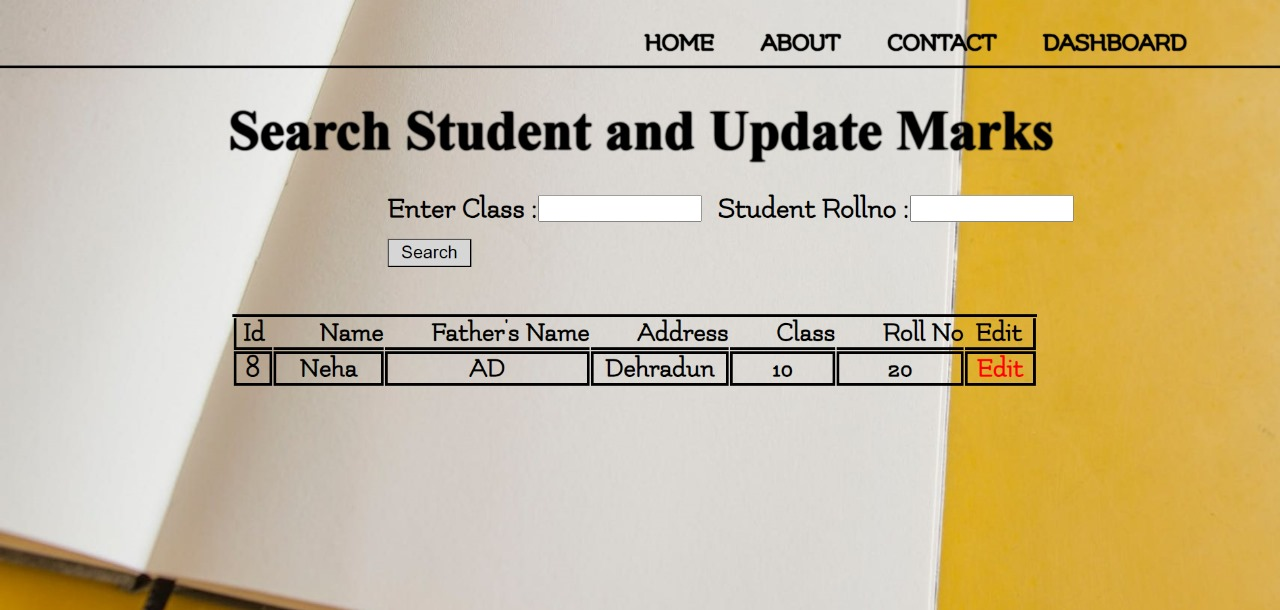 HOME ABOUT CONTACT DASHBOARD
Search Student and Update Marks
Enter Class : Student Rollno :
Search
Id Name Father's Name Address Class Roll No Edit
8 Neha AD Dehradun 10 20 Edit